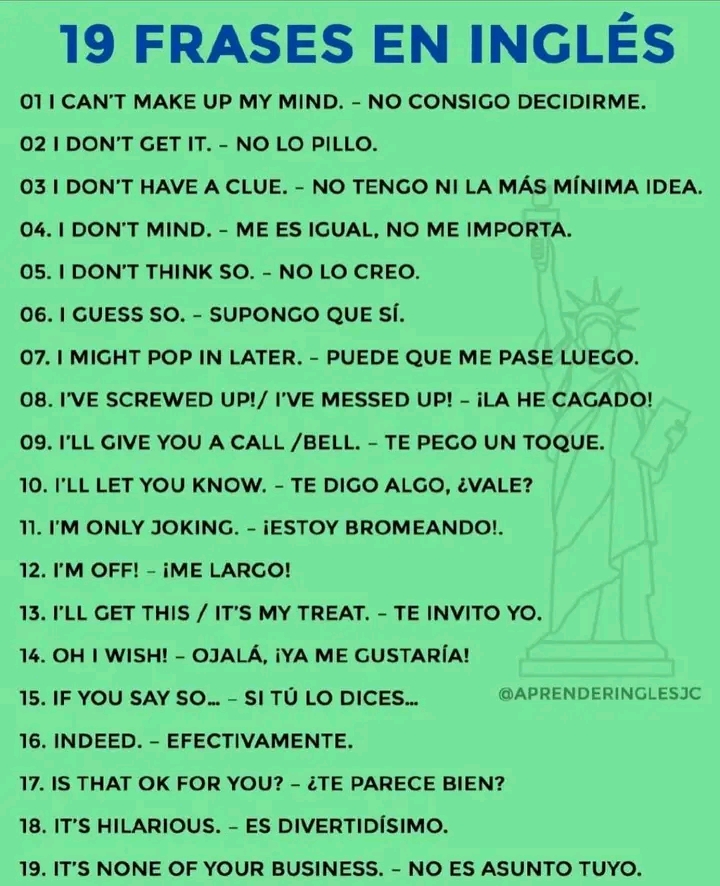 19 FRASES EN INGLÉS
01 I CAN'T MAKE UP MY MIND. – NO CONSIGO DECIDIRME.
02 I DON'T GET IT. – NO LO PILLO.
03 I DON'T HAVE A CLUE. – NO TENGO NI LA MÁS MÍNIMA IDEA.
04. I DON'T MIND. – ME ES IGUAL, NO ME IMPORTA.
05. I DON'T THINK SO. – NO LO CREO.
06. I GUESS SO. – SUPONGO QUE SÍ.
07. I MIGHT POP IN LATER. – PUEDE QUE ME PASE LUEGO.
08. I'VE SCREWED UP!/ I'VE MESSED UP! – ¡LA HE CAGADO!
09. I'LL GIVE YOU A CALL /BELL. – TE PEGO UN TOQUE.
10. I'LL LET YOU KNOW. – TE DIGO ALGO, ¿VALE?
11. I'M ONLY JOKING. – ¡ESTOY BROMEANDO!.
12. I'M OFF! – ¡ME LARGO!
13. I'LL GET THIS / IT'S MY TREAT. – TE INVITO YO.
14. OH I WISH! – OJALÁ, ¡YA ME GUSTARÍA!
15. IF YOU SAY SO... – SI TÚ LO DICES...
@APRENDERINGLESJC
16. INDEED. – EFECTIVAMENTE.
17. IS THAT OK FOR YOU? – ¿TE PARECE BIEN?
18. IT'S HILARIOUS. – ES DIVERTIDÍSIMO.
19. IT'S NONE OF YOUR BUSINESS. – NO ES ASUNTO TUYO.